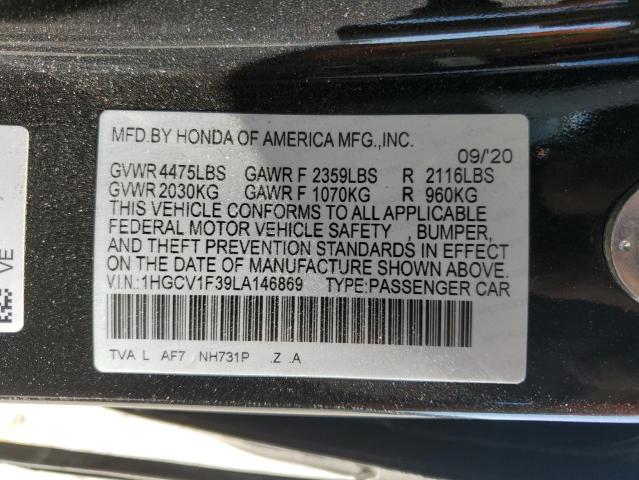 MFD.BY HONDA OF AMERICA MFG.,INC.
09/'20
GVWR 4475LBS GAWR F 2359LBS R 2116LBS
GVWR 2030KG GAWR F 1070KG R 960KG
THIS VEHICLE CONFORMS TO ALL APPLICABLE
FEDERAL MOTOR VEHICLE SAFETY , BUMPER,
AND THEFT PREVENTION STANDARDS IN EFFECT
ON THE DATE OF MANUFACTURE SHOWN ABOVE.
V.I.N.:1HGCV1F39LA146869 TYPE:PASSENGER CAR
TVA L AF7 NH731P .Z .A
VE